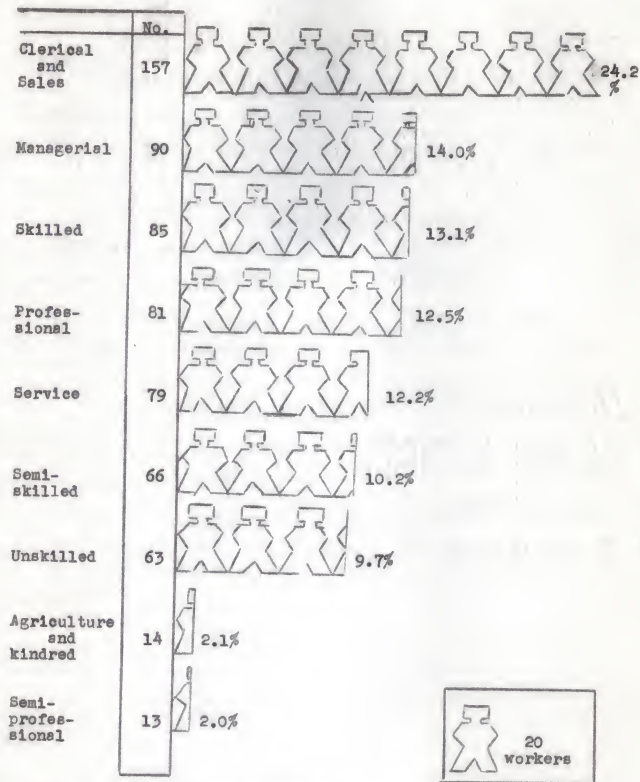 No.
Clerical
and
Sales
157
24.2
%
Managerial 90 14.0%
Skilled 85 13.1%
Profes-
sional
81 12.5%
Service 79 12.2%
Semi-
skilled
66 10.2%
Unskilled 63 9.7%
Agriculture
and
kindred
14 2.1%
Semi-
profes-
sional
13 2.0%
20
workers